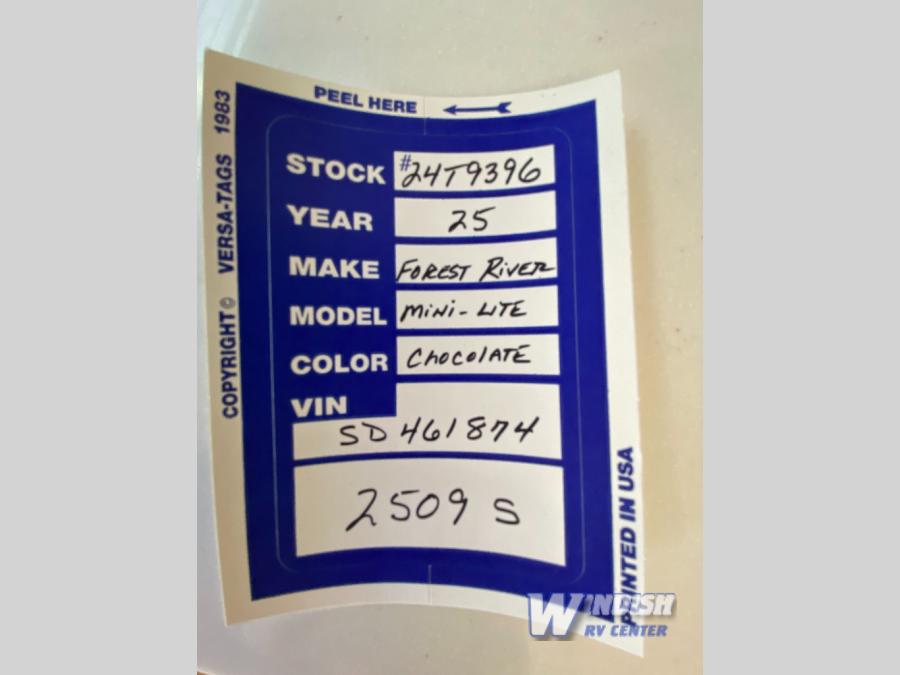 PEEL HERE
COPYRIGHT © VERSA-TAGS 1983
STOCK #24T9396
YEAR 25
MAKE FOREST RIVER
MODEL MINI-LITE
COLOR ChocolATE
VIN
SD461874
2509 S
PRINTED IN USA
WINDISH
RV CENTER